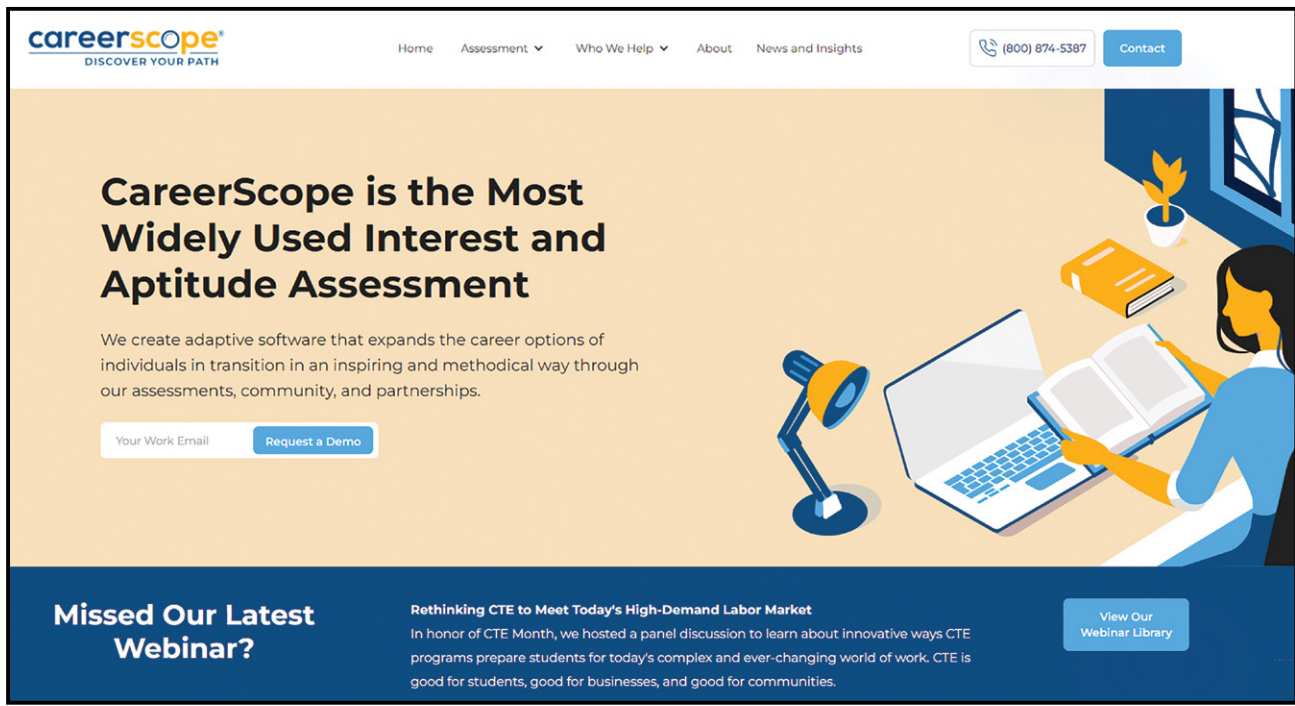 careerscope®
DISCOVER YOUR PATH
Home Assessment Who We Help About News and Insights
(800) 874-5387
Contact
CareerScope is the Most
Widely Used Interest and
Aptitude Assessment
We create adaptive software that expands the career options of
individuals in transition in an inspiring and methodical way through
our assessments, community, and partnerships.
Your Work Email
Request a Demo
Missed Our Latest
Webinar?
Rethinking CTE to Meet Today's High-Demand Labor Market
In honor of CTE Month, we hosted a panel discussion to learn about innovative ways CTE
programs prepare students for today's complex and ever-changing world of work. CTE is
good for students, good for businesses, and good for communities.
View Our
Webinar Library